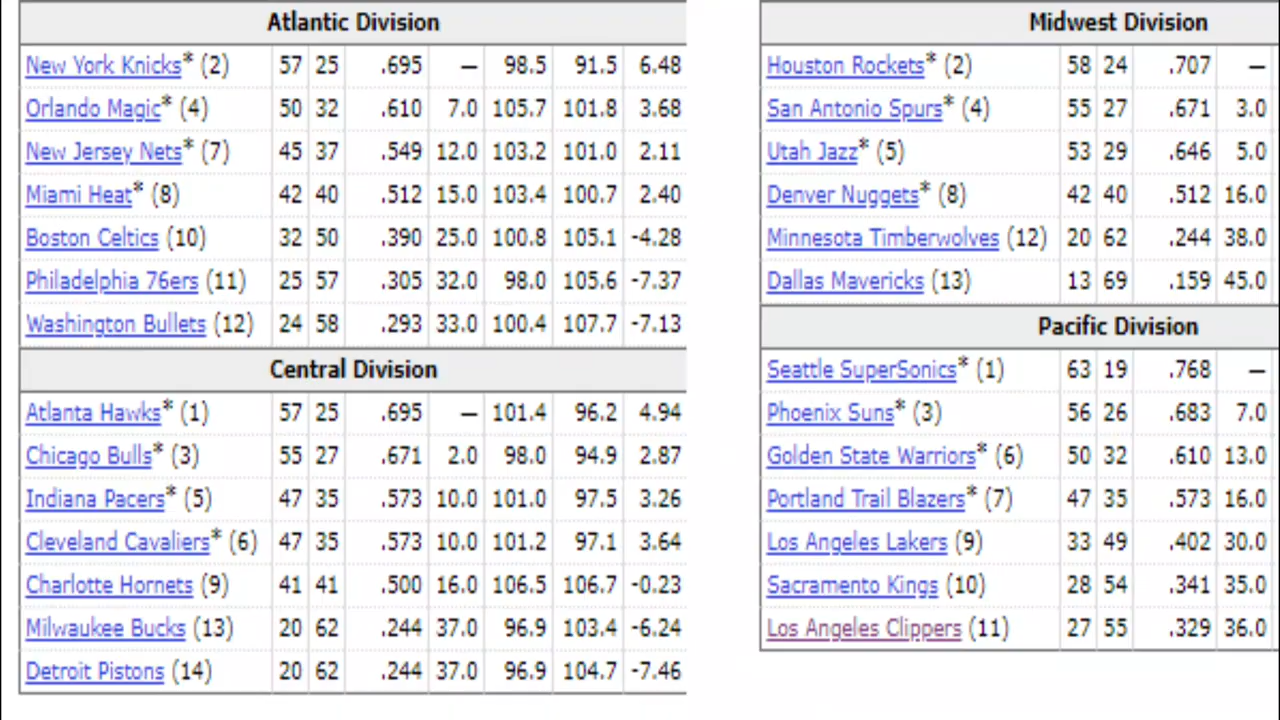 Atlantic Division
New York Knicks* (2) 57 25 .695 — 98.5 91.5 6.48
Orlando Magic* (4) 50 32 .610 7.0 105.7 101.8 3.68
New Jersey Nets* (7) 45 37 .549 12.0 103.2 101.0 2.11
Miami Heat* (8) 42 40 .512 15.0 103.4 100.7 2.40
Boston Celtics (10) 32 50 .390 25.0 100.8 105.1 -4.28
Philadelphia 76ers (11) 25 57 .305 32.0 98.0 105.6 -7.37
Washington Bullets (12) 24 58 .293 33.0 100.4 107.7 -7.13
Central Division
Atlanta Hawks* (1) 57 25 .695 — 101.4 96.2 4.94
Chicago Bulls* (3) 55 27 .671 2.0 98.0 94.9 2.87
Indiana Pacers* (5) 47 35 .573 10.0 101.0 97.5 3.26
Cleveland Cavaliers* (6) 47 35 .573 10.0 101.2 97.1 3.64
Charlotte Hornets (9) 41 41 .500 16.0 106.5 106.7 -0.23
Milwaukee Bucks (13) 20 62 .244 37.0 96.9 103.4 -6.24
Detroit Pistons (14) 20 62 .244 37.0 96.9 104.7 -7.46
Midwest Division
Houston Rockets* (2) 58 24 .707 —
San Antonio Spurs* (4) 55 27 .671 3.0
Utah Jazz* (5) 53 29 .646 5.0
Denver Nuggets* (8) 42 40 .512 16.0
Minnesota Timberwolves (12) 20 62 .244 38.0
Dallas Mavericks (13) 13 69 .159 45.0
Pacific Division
Seattle SuperSonics* (1) 63 19 .768 —
Phoenix Suns* (3) 56 26 .683 7.0
Golden State Warriors* (6) 50 32 .610 13.0
Portland Trail Blazers* (7) 47 35 .573 16.0
Los Angeles Lakers (9) 33 49 .402 30.0
Sacramento Kings (10) 28 54 .341 35.0
Los Angeles Clippers (11) 27 55 .329 36.0